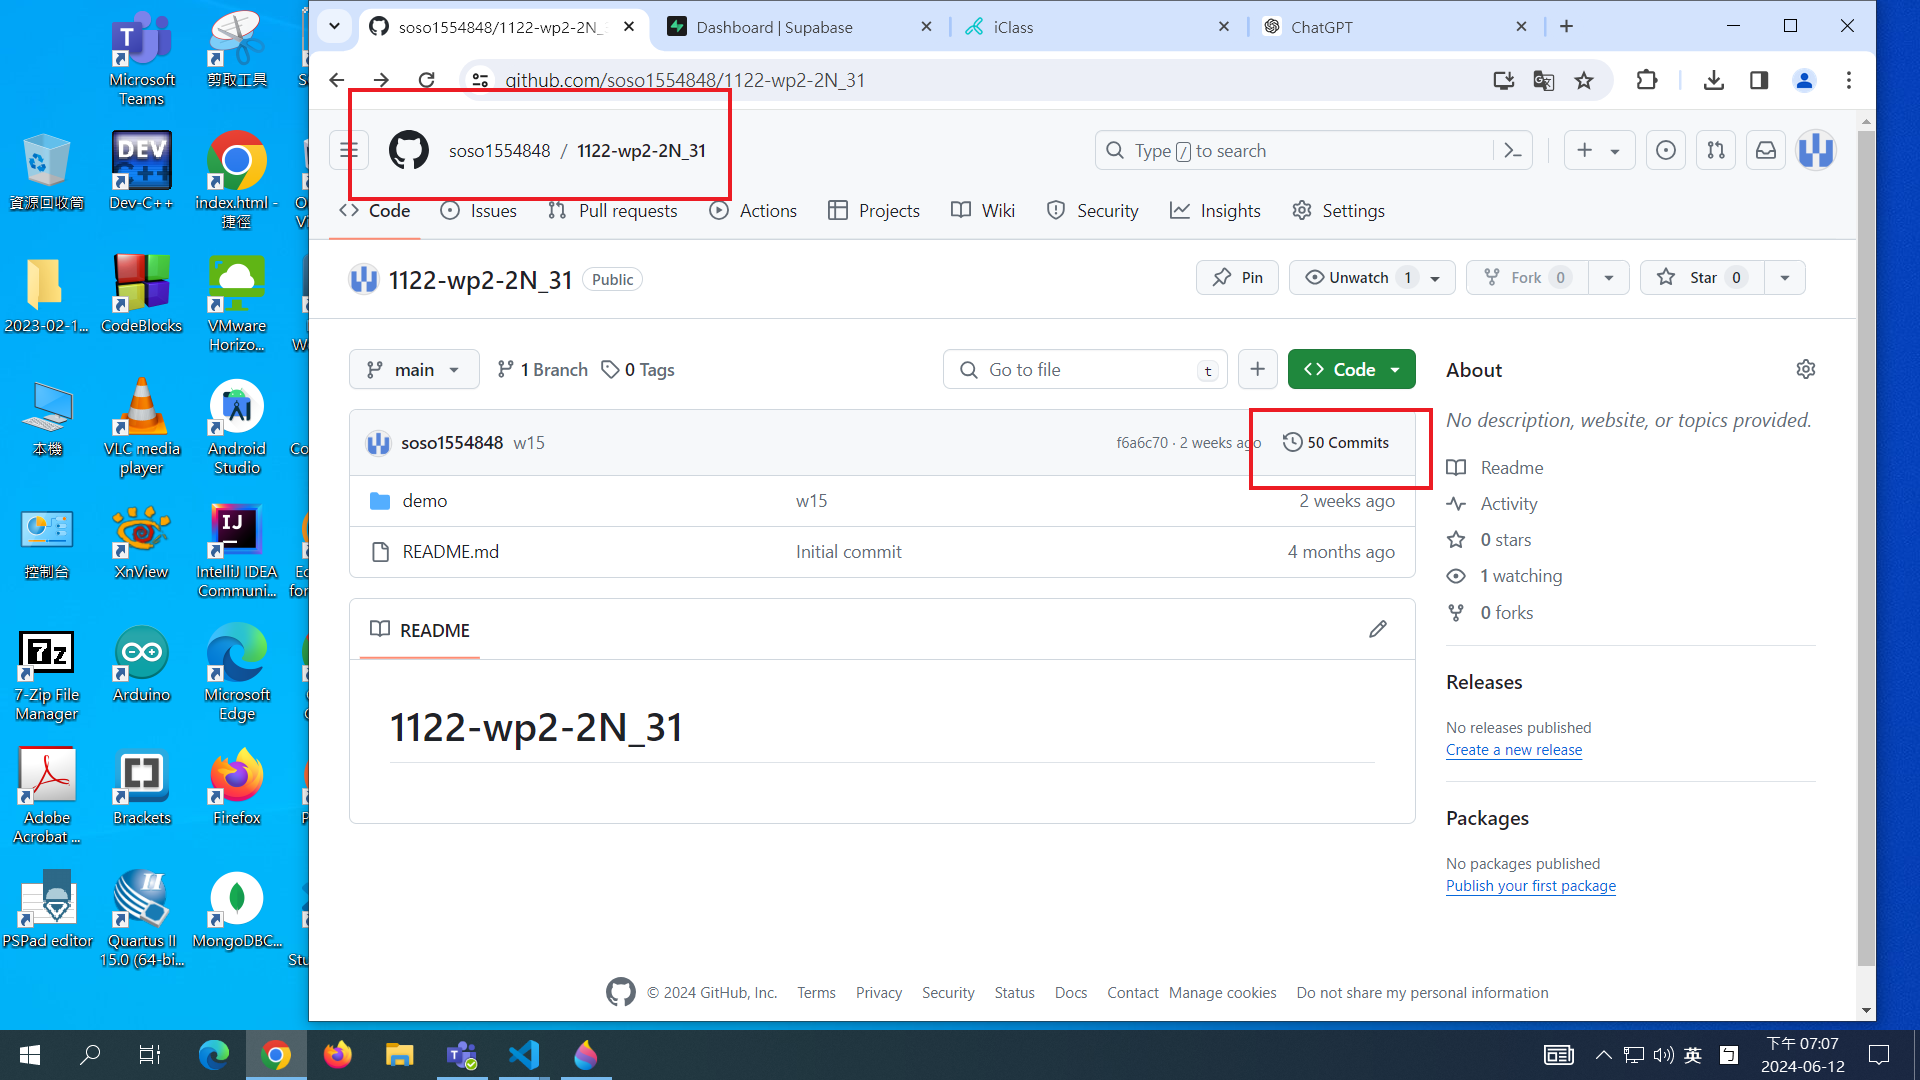 soso1554848/1122-wp2-2N_3
Dashboard | Supabase
iClass
ChatGPT
github.com/soso1554848/1122-wp2-2N_31
soso1554848 / 1122-wp2-2N_31
Type / to search
Code
Issues
Pull requests
Actions
Projects
Wiki
Security
Insights
Settings
1122-wp2-2N_31
Public
Pin
Unwatch 1
Fork 0
Star 0
main
1 Branch
0 Tags
Go to file
t
Code
soso1554848 w15
f6a6c70 · 2 weeks ago
50 Commits
demo
w15
2 weeks ago
README.md
Initial commit
4 months ago
README
1122-wp2-2N_31
About
No description, website, or topics provided.
Readme
Activity
0 stars
1 watching
0 forks
Releases
No releases published
Create a new release
Packages
No packages published
Publish your first package
© 2024 GitHub, Inc.
Terms
Privacy
Security
Status
Docs
Contact
Manage cookies
Do not share my personal information
Microsoft
Teams
剪取工具
資源回收筒
DEV
C++
Dev-C++
index.html -
捷徑
2023-02-1...
CodeBlocks
VMware
Horizo...
本機
VLC media
player
Android
Studio
控制台
XnView
IJ
IntelliJ IDEA
Communi...
7z
7-Zip File
Manager
Arduino
Microsoft
Edge
Adobe
Acrobat ...
Brackets
Firefox
PSPad editor
II
Quartus II
15.0 (64-bi...
MongoDBC...
英
ㄅ
下午 07:07
2024-06-12